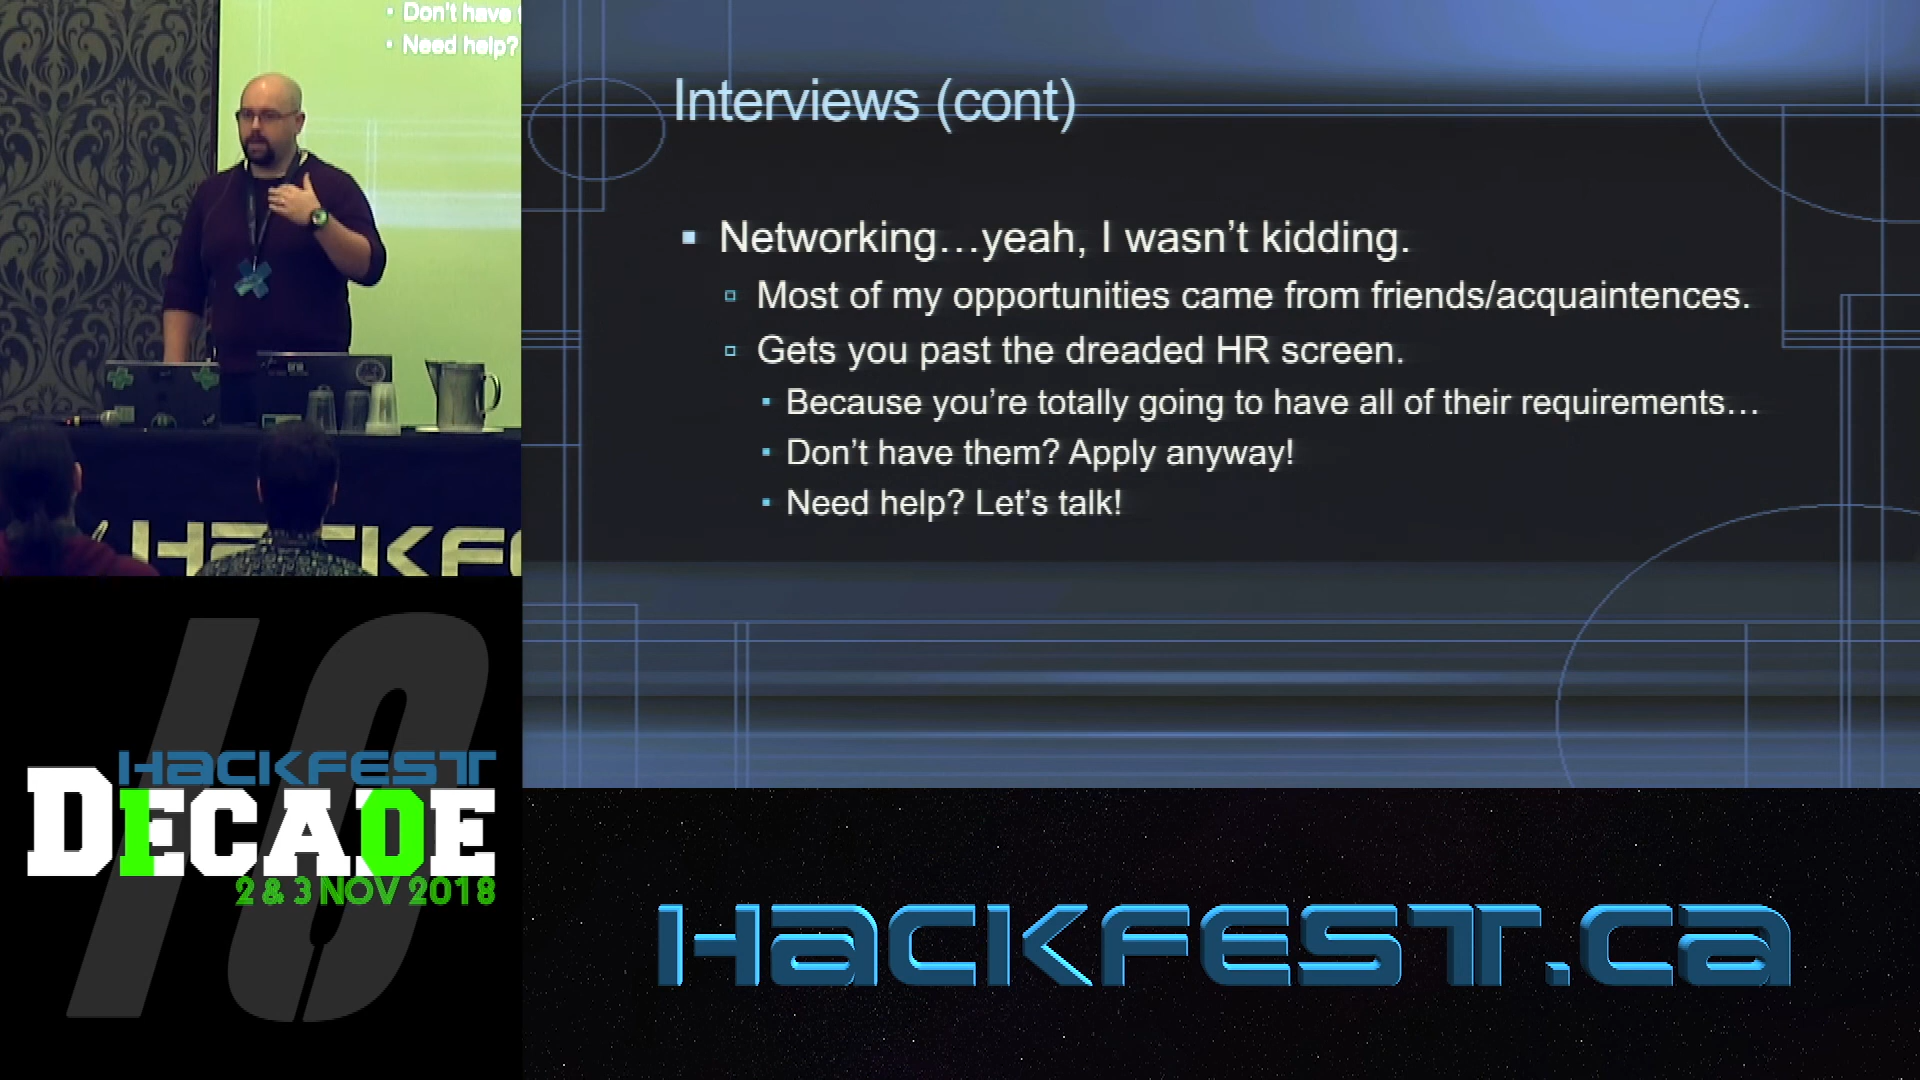 Don't have
Need help?
HACKFE
HACKFEST
DECADE
2 & 3 NOV 2018
Interviews (cont)
Networking…yeah, I wasn’t kidding.
Most of my opportunities came from friends/acquaintences.
Gets you past the dreaded HR screen.
Because you’re totally going to have all of their requirements…
Don’t have them? Apply anyway!
Need help? Let’s talk!
HACKFEST.ca